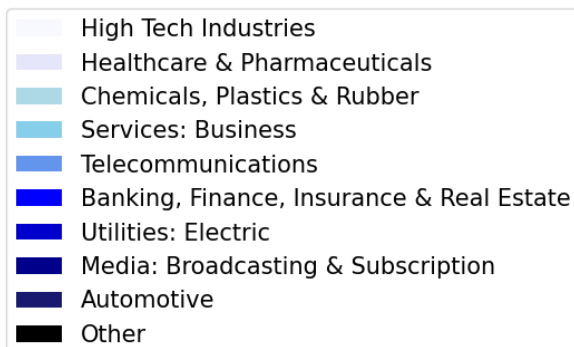 High Tech Industries
Healthcare & Pharmaceuticals
Chemicals, Plastics & Rubber
Services: Business
Telecommunications
Banking, Finance, Insurance & Real Estate
Utilities: Electric
Media: Broadcasting & Subscription
Automotive
Other